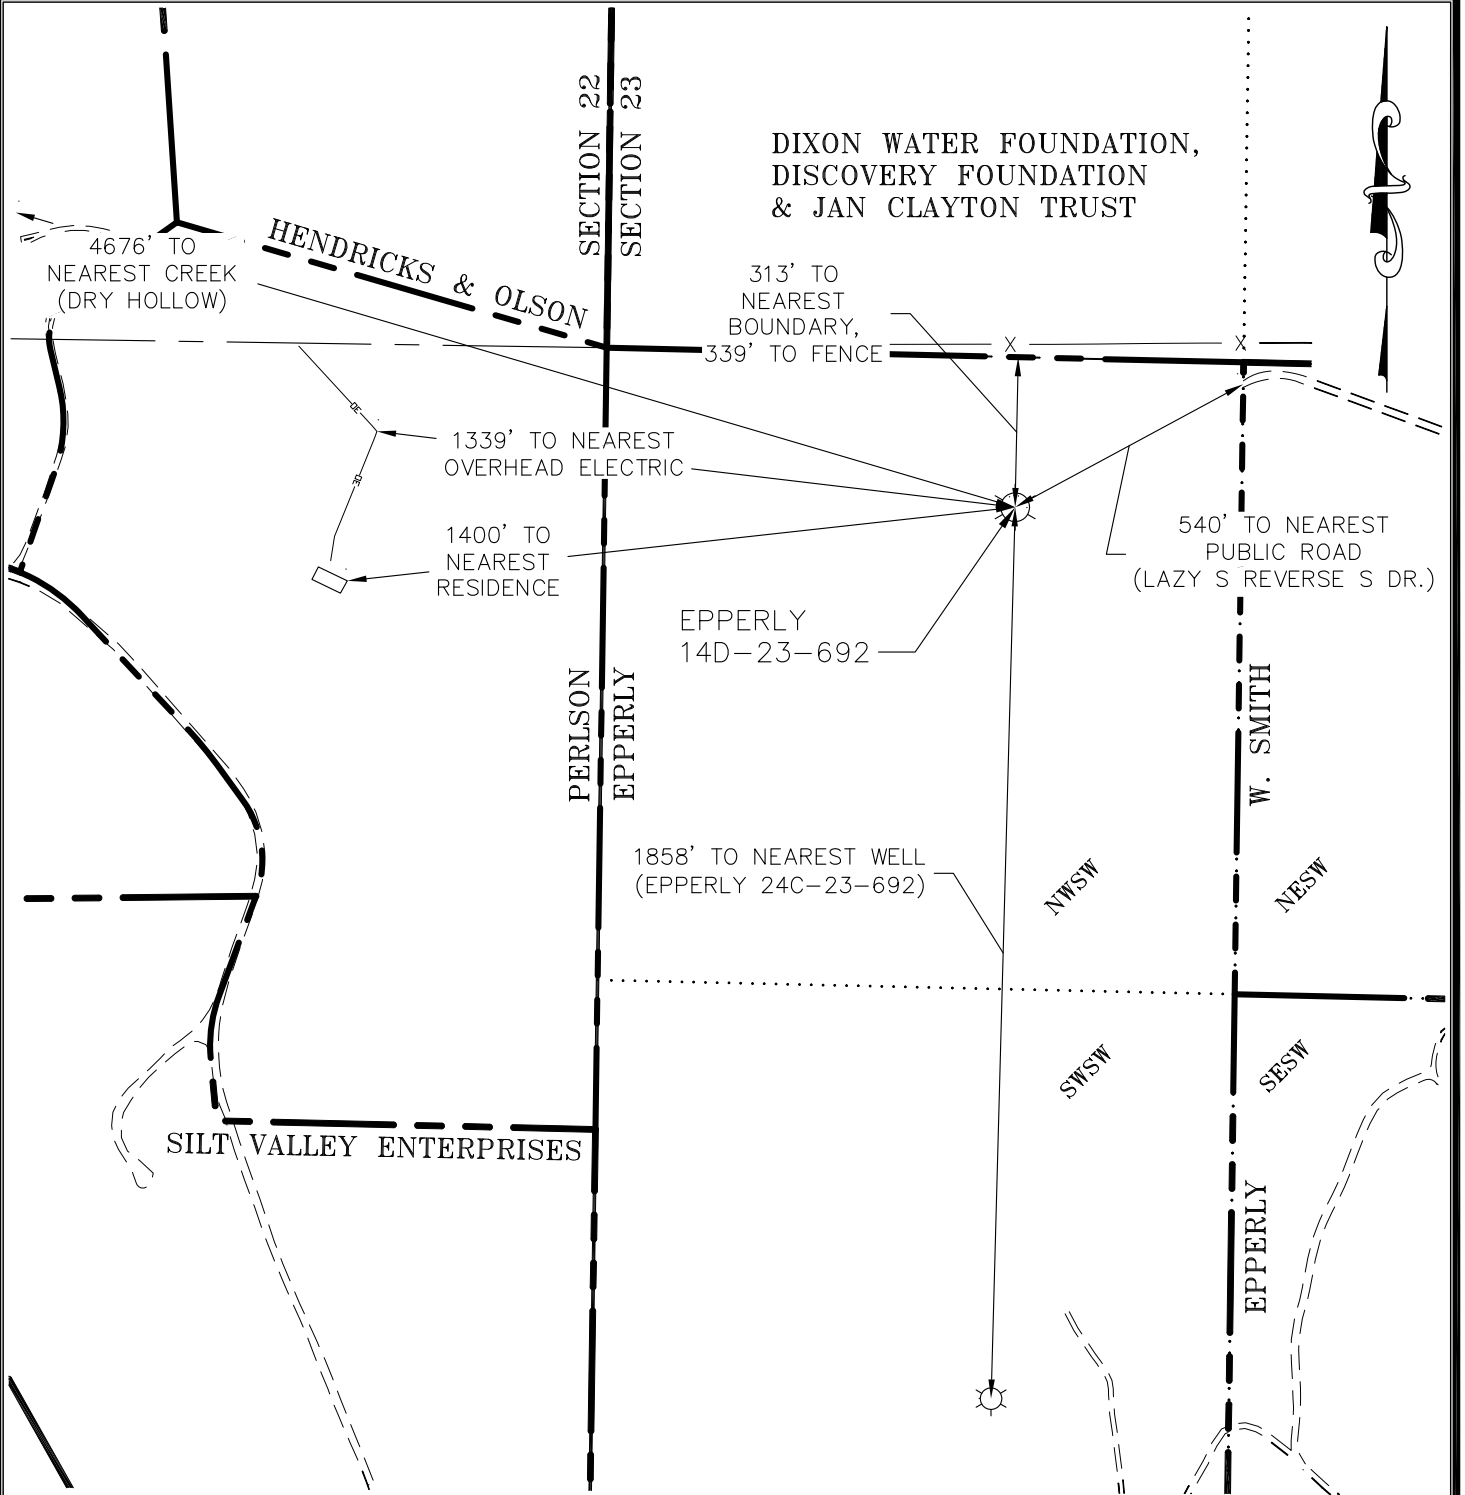 SECTION 22
SECTION 23
DIXON WATER FOUNDATION,
DISCOVERY FOUNDATION
& JAN CLAYTON TRUST
HENDRICKS & OLSON
4676' TO
NEAREST CREEK
(DRY HOLLOW)
313' TO
NEAREST
BOUNDARY,
339' TO FENCE
X
X
OE
1339' TO NEAREST
OVERHEAD ELECTRIC
OE
1400' TO
NEAREST
RESIDENCE
540' TO NEAREST
PUBLIC ROAD
(LAZY S REVERSE S DR.)
EPPERLY
14D-23-692
PERLSON
EPPERLY
W. SMITH
1858' TO NEAREST WELL
(EPPERLY 24C-23-692)
NWSW
NESW
SWSW
SESW
SILT VALLEY ENTERPRISES
EPPERLY